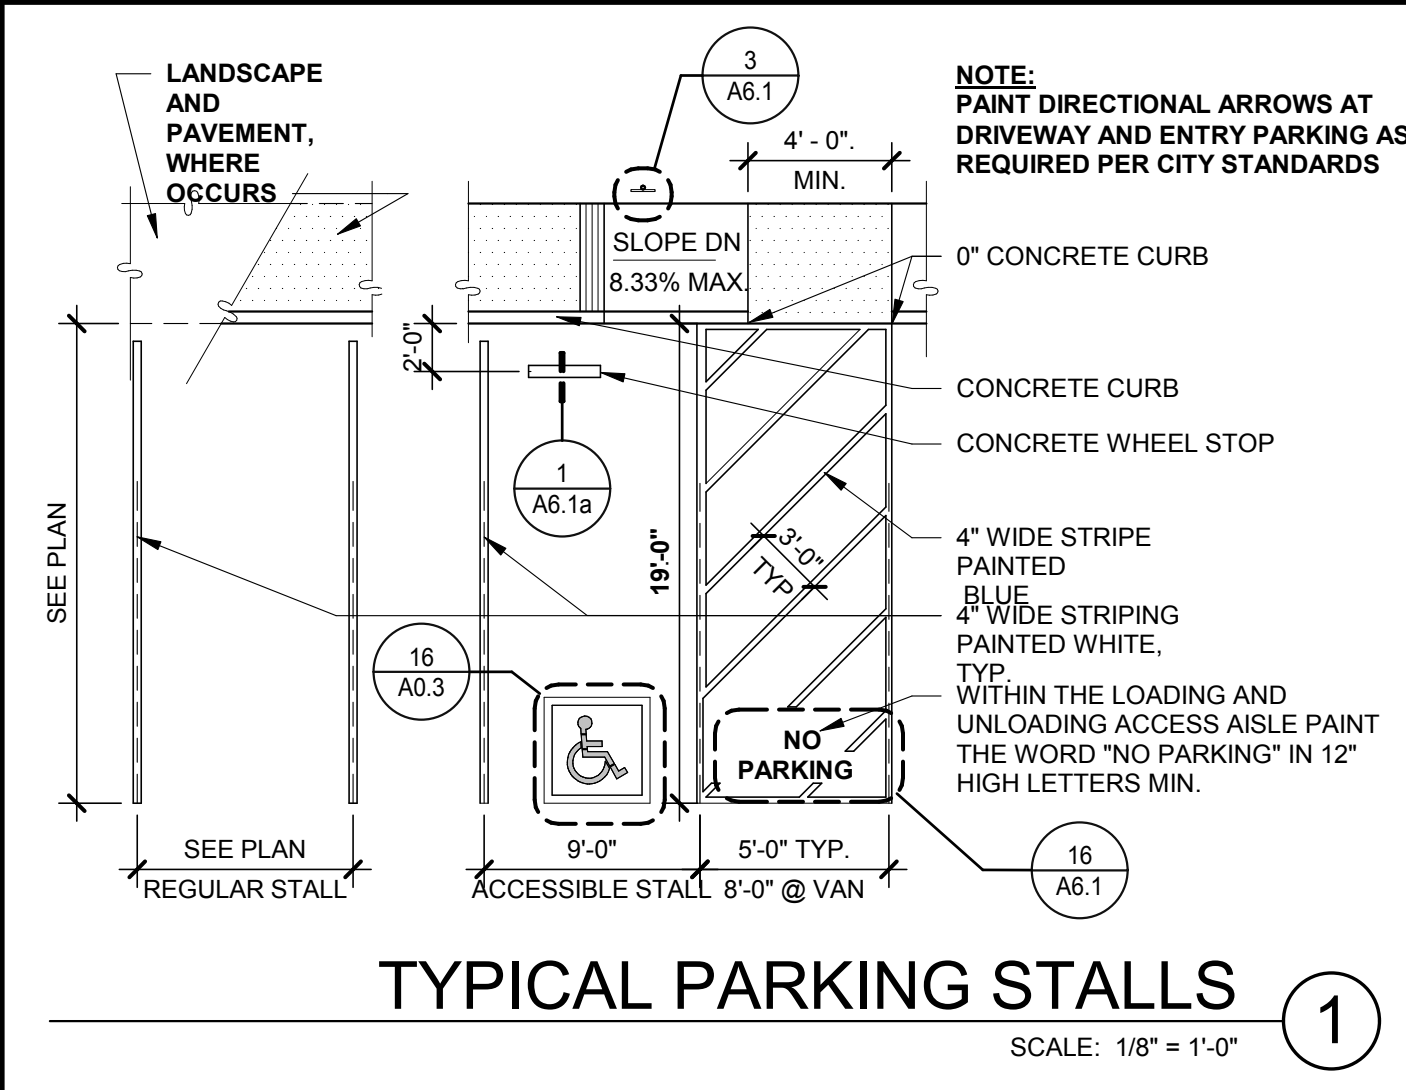 LANDSCAPE
AND
PAVEMENT,
WHERE
OCCURS
3
A6.1
NOTE:
PAINT DIRECTIONAL ARROWS AT
DRIVEWAY AND ENTRY PARKING AS
REQUIRED PER CITY STANDARDS
4' - 0".
MIN.
SLOPE DN
8.33% MAX.
0" CONCRETE CURB
2'-0"
CONCRETE CURB
CONCRETE WHEEL STOP
1
A6.1a
SEE PLAN
19'-0"
3'-0"
TYP
4" WIDE STRIPE
PAINTED
BLUE
4" WIDE STRIPING
PAINTED WHITE,
TYP.
16
A0.3
WITHIN THE LOADING AND
UNLOADING ACCESS AISLE PAINT
THE WORD "NO PARKING" IN 12"
HIGH LETTERS MIN.
NO
PARKING
SEE PLAN
REGULAR STALL
9'-0"
ACCESSIBLE STALL
5'-0" TYP.
8'-0" @ VAN
16
A6.1
TYPICAL PARKING STALLS
1
SCALE: 1/8" = 1'-0"